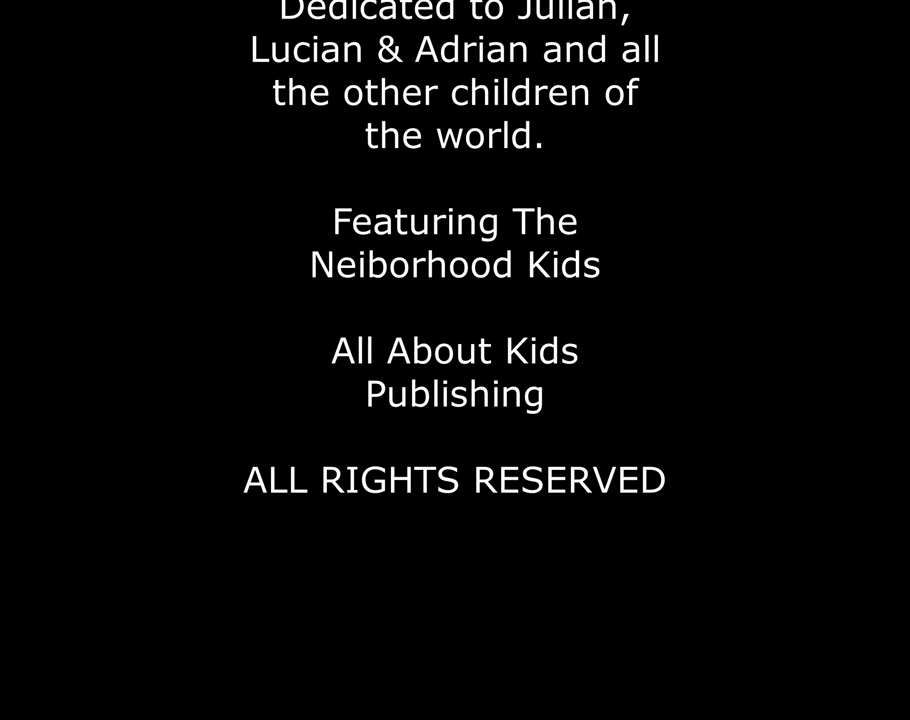 Dedicated to Julian,
Lucian & Adrian and all
the other children of
the world.
Featuring The
Neiborhood Kids
All About Kids
Publishing
ALL RIGHTS RESERVED